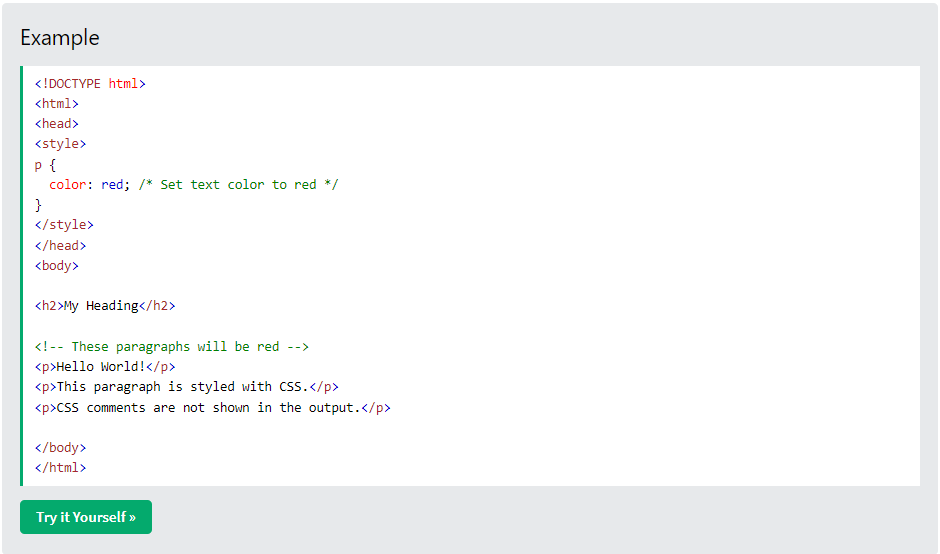 Example
<!DOCTYPE html>
<html>
<head>
<style>
p {
  color: red; /* Set text color to red */
}
</style>
</head>
<body>

<h2>My Heading</h2>

<!-- These paragraphs will be red -->
<p>Hello World!</p>
<p>This paragraph is styled with CSS.</p>
<p>CSS comments are not shown in the output.</p>

</body>
</html>
Try it Yourself »